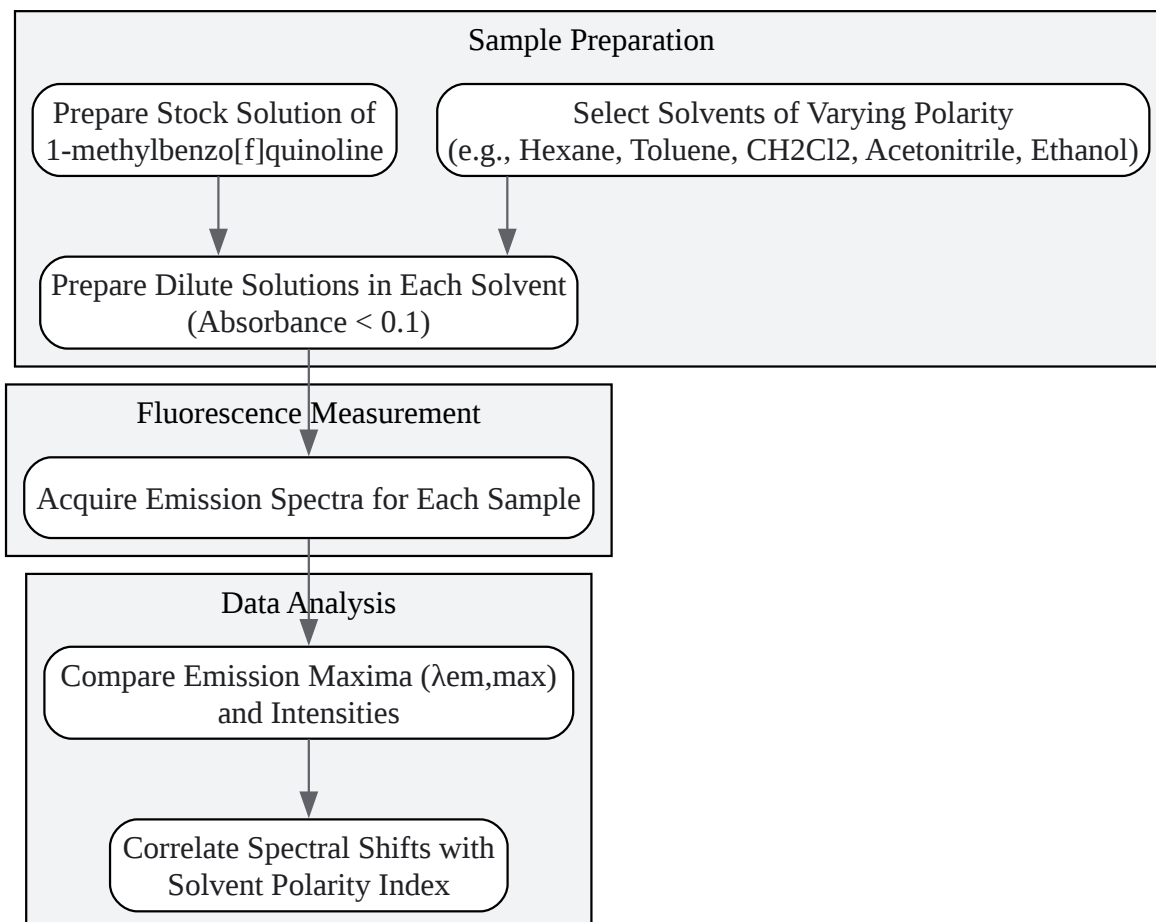 Sample Preparation
Prepare Stock Solution of
1-methylbenzo[f]quinoline
Select Solvents of Varying Polarity
(e.g., Hexane, Toluene, CH2Cl2, Acetonitrile, Ethanol)
Prepare Dilute Solutions in Each Solvent
(Absorbance < 0.1)
Fluorescence Measurement
Acquire Emission Spectra for Each Sample
Data Analysis
Compare Emission Maxima (λem,max)
and Intensities
Correlate Spectral Shifts with
Solvent Polarity Index